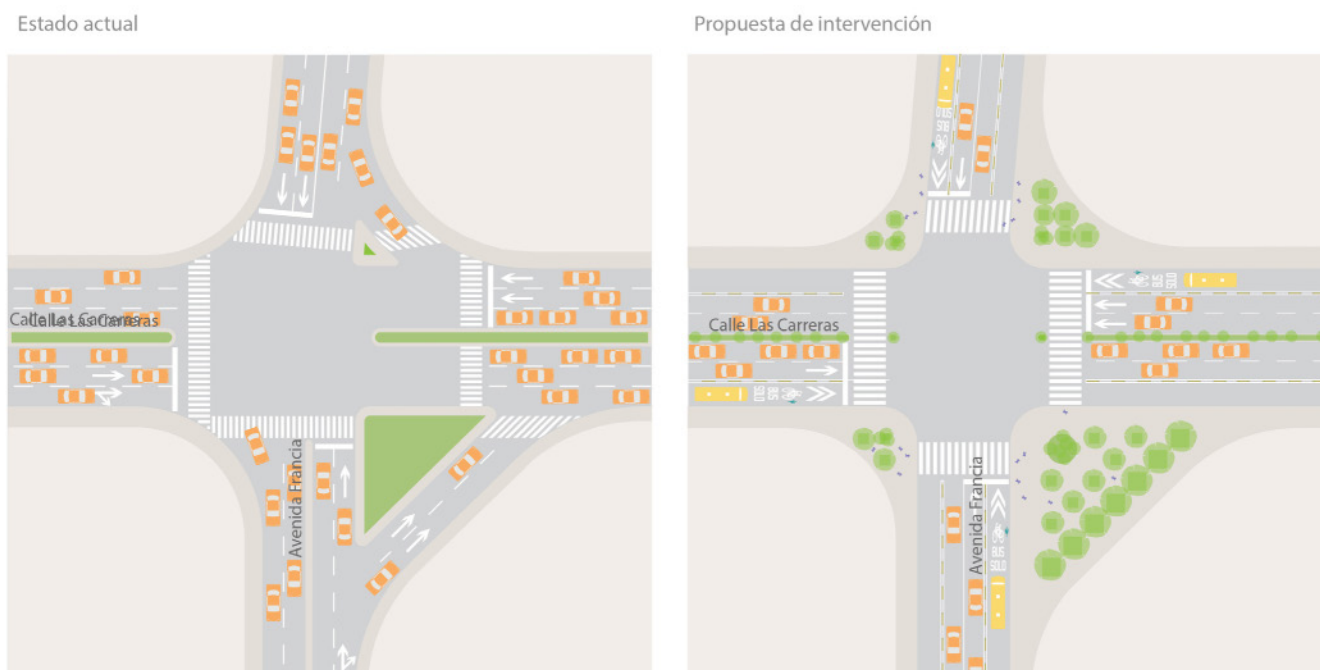 Estado actual
Propuesta de intervención
Calle Las Carreras
Calle Las Carreras
Avenida Francia
Calle Las Carreras
Avenida Francia
BUS
SOLO
BUS
SOLO
BUS
SOLO
BUS
SOLO